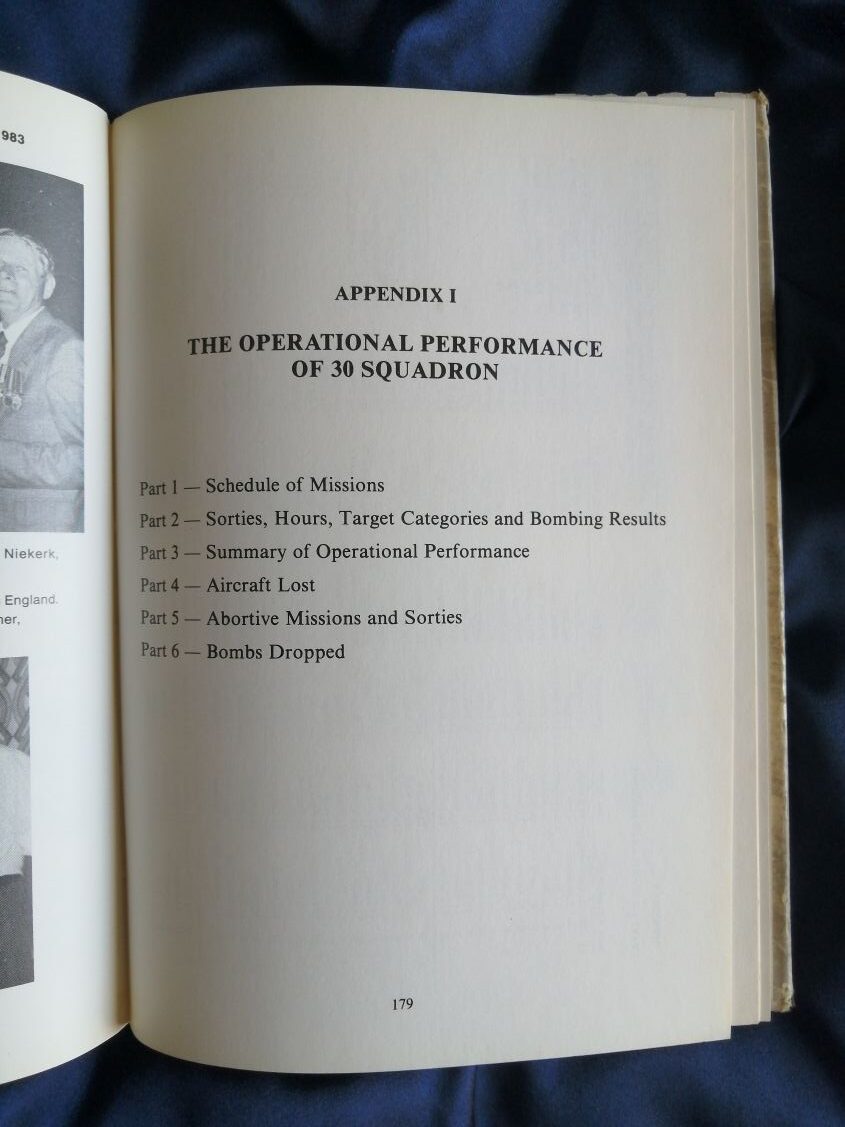 983
Niekerk,
England.
ner,
APPENDIX I
THE OPERATIONAL PERFORMANCE
OF 30 SQUADRON
Part 1 — Schedule of Missions
Part 2 — Sorties, Hours, Target Categories and Bombing Results
Part 3 — Summary of Operational Performance
Part 4 — Aircraft Lost
Part 5 — Abortive Missions and Sorties
Part 6 — Bombs Dropped
179